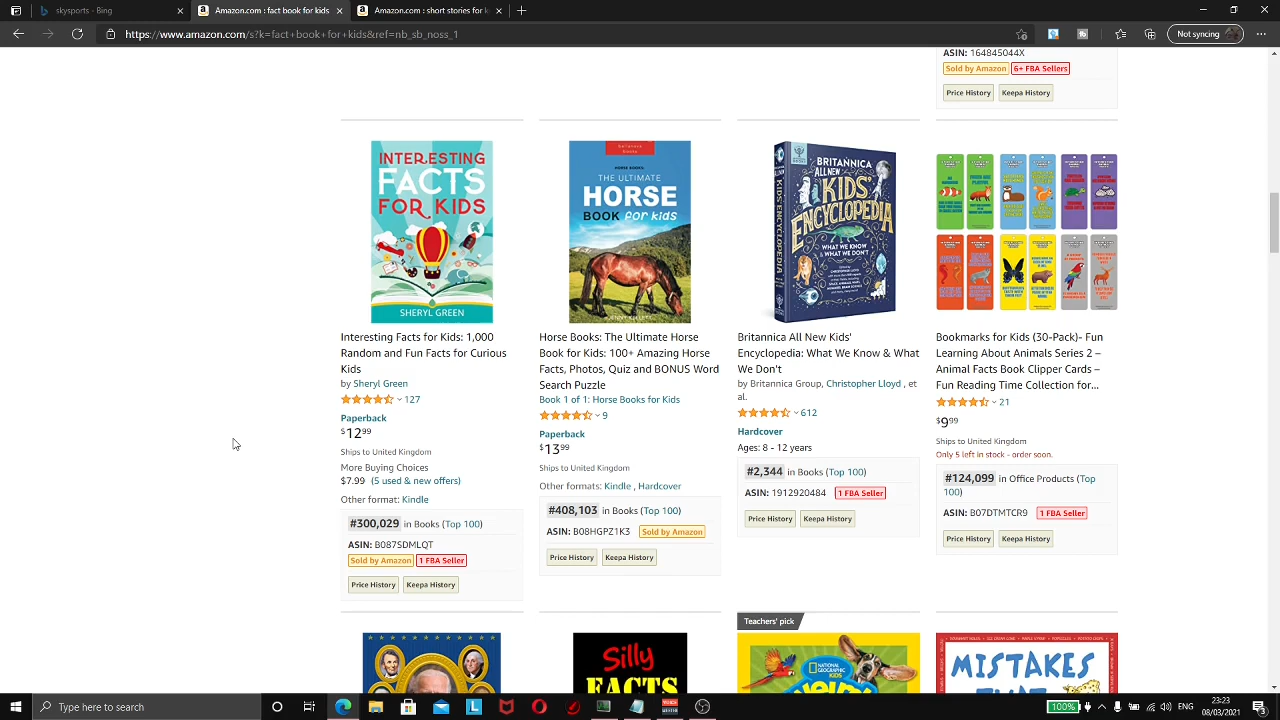 skysports - Bing
Amazon.com : fact book for kids
Amazon.com : short stories for k
https://www.amazon.com/s?k=fact+book+for+kids&ref=nb_sb_noss_1
Not syncing
ASIN: 164845044X
Sold by Amazon 6+ FBA Sellers
Price History Keepa History
INTERESTING
FACTS
FOR KIDS
SHERYL GREEN
Interesting Facts for Kids: 1,000
Random and Fun Facts for Curious
Kids
by Sheryl Green
127
Paperback
$12.99
Ships to United Kingdom
More Buying Choices
$7.99 (5 used & new offers)
Other format: Kindle
#300,029 in Books (Top 100)
ASIN: B087SDMLQT
Sold by Amazon 1 FBA Seller
Price History Keepa History
HORSE BOOKS
THE ULTIMATE
HORSE
BOOK for kids
JENNY KELLETT
Horse Books: The Ultimate Horse
Book for Kids: 100+ Amazing Horse
Facts, Photos, Quiz and BONUS Word
Search Puzzle
Book 1 of 1: Horse Books for Kids
9
Paperback
$13.99
Ships to United Kingdom
Other formats: Kindle , Hardcover
#408,103 in Books (Top 100)
ASIN: B08HGPZ1K3 Sold by Amazon
Price History Keepa History
BRITANNICA
ALL NEW
KIDS'
ENCYCLOPEDIA
WHAT WE KNOW
& WHAT WE DON'T
Britannica All New Kids'
Encyclopedia: What We Know & What
We Don't
by Britannica Group, Christopher Lloyd , et
al.
612
Hardcover
Ages: 8 - 12 years
#2,344 in Books (Top 100)
ASIN: 1912920484 1 FBA Seller
Price History Keepa History
Bookmarks for Kids (30-Pack)- Fun
Learning About Animals Series 2 –
Animal Facts Book Clipper Cards –
Fun Reading Time Collection for...
21
$9.99
Ships to United Kingdom
Only 5 left in stock - order soon.
#124,099 in Office Products (Top
100)
ASIN: B07DTMTCR9 1 FBA Seller
Price History Keepa History
Silly
FACTS
Teachers' pick
NATIONAL
GEOGRAPHIC
KiDS
MISTAKES
Type here to search
100%
ENG
23:23
08/03/2021